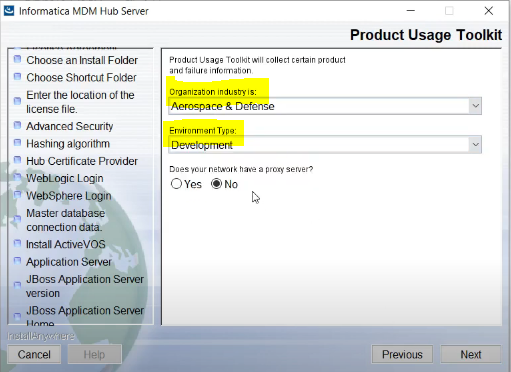 Informatica MDM Hub Server
Product Usage Toolkit
Choose an Install Folder
Choose Shortcut Folder
Enter the location of the
license file.
Advanced Security
Hashing algorithm
Hub Certificate Provider
WebLogic Login
WebSphere Login
Master database
connection data.
Install ActiveVOS
Application Server
JBoss Application Server
version
JBoss Application Server
Home
Product Usage Toolkit will collect certain product
and failure information.
Organization industry is:
Aerospace & Defense
Environment Type:
Development
Does your network have a proxy server?
Yes No
InstallAnywhere
Cancel Help Previous Next